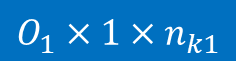 O₁ × 1 × nₖ₁